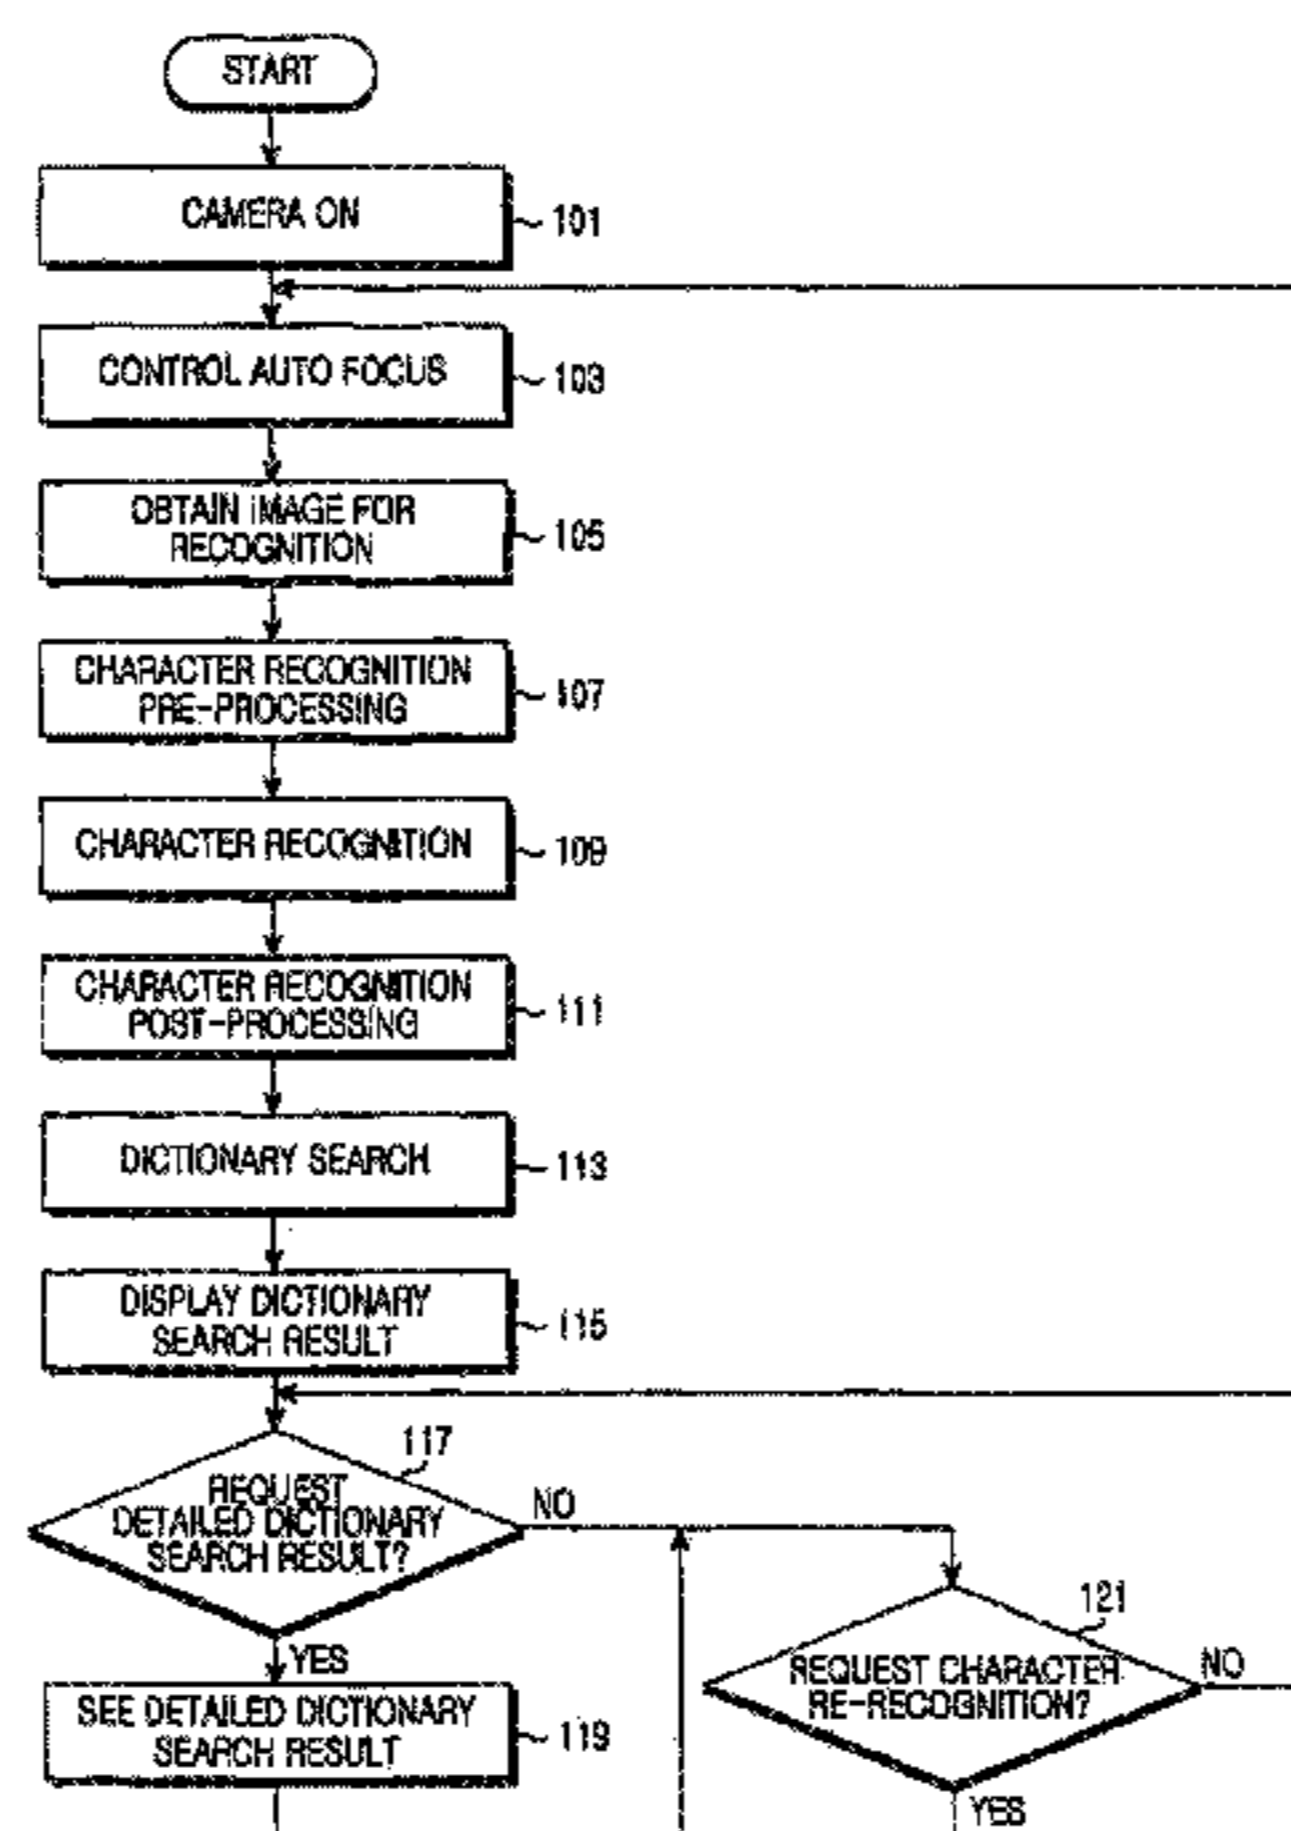 START
CAMERA ON
101
CONTROL AUTO FOCUS
103
OBTAIN IMAGE FOR
RECOGNITION
105
CHARACTER RECOGNITION
PRE-PROCESSING
107
CHARACTER RECOGNITION
109
CHARACTER RECOGNITION
POST-PROCESSING
111
DICTIONARY SEARCH
113
DISPLAY DICTIONARY
SEARCH RESULT
115
117
REQUEST
DETAILED DICTIONARY
SEARCH RESULT?
NO
YES
121
REQUEST CHARACTER
RE-RECOGNITION?
NO
SEE DETAILED DICTIONARY
SEARCH RESULT
119
YES